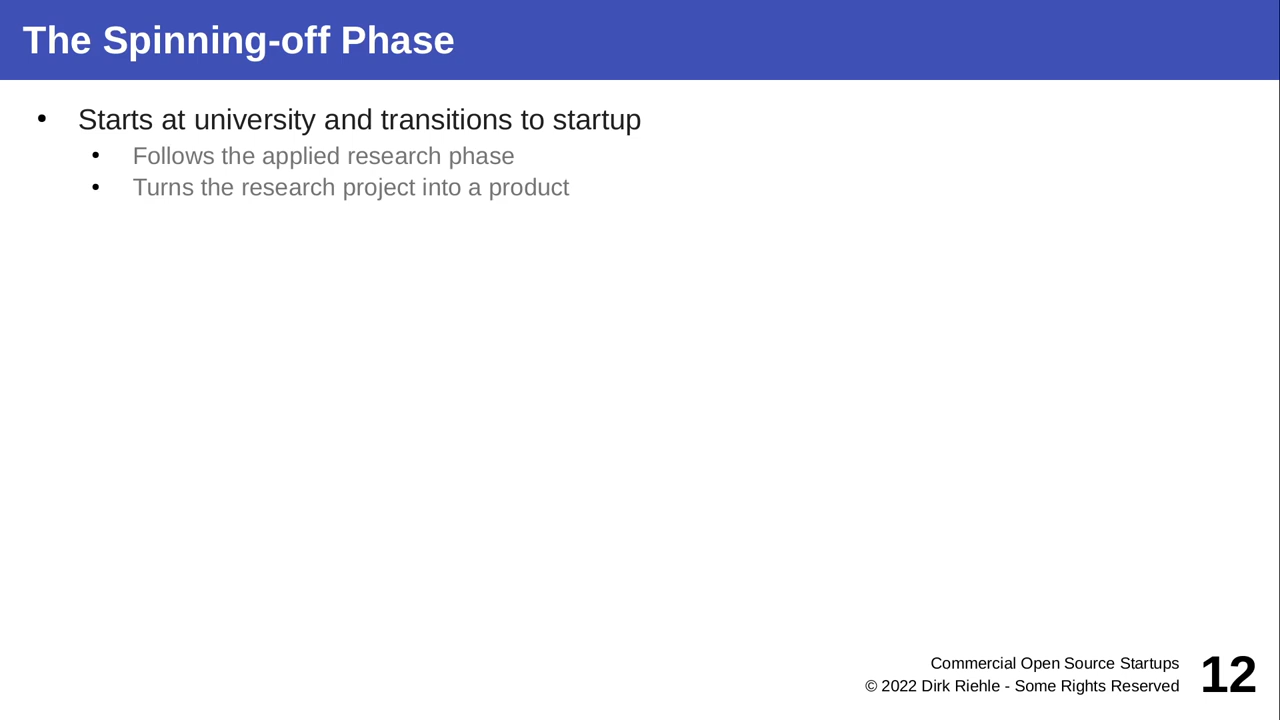 The Spinning-off Phase
• Starts at university and transitions to startup
• Follows the applied research phase
• Turns the research project into a product
Commercial Open Source Startups
© 2022 Dirk Riehle - Some Rights Reserved
12